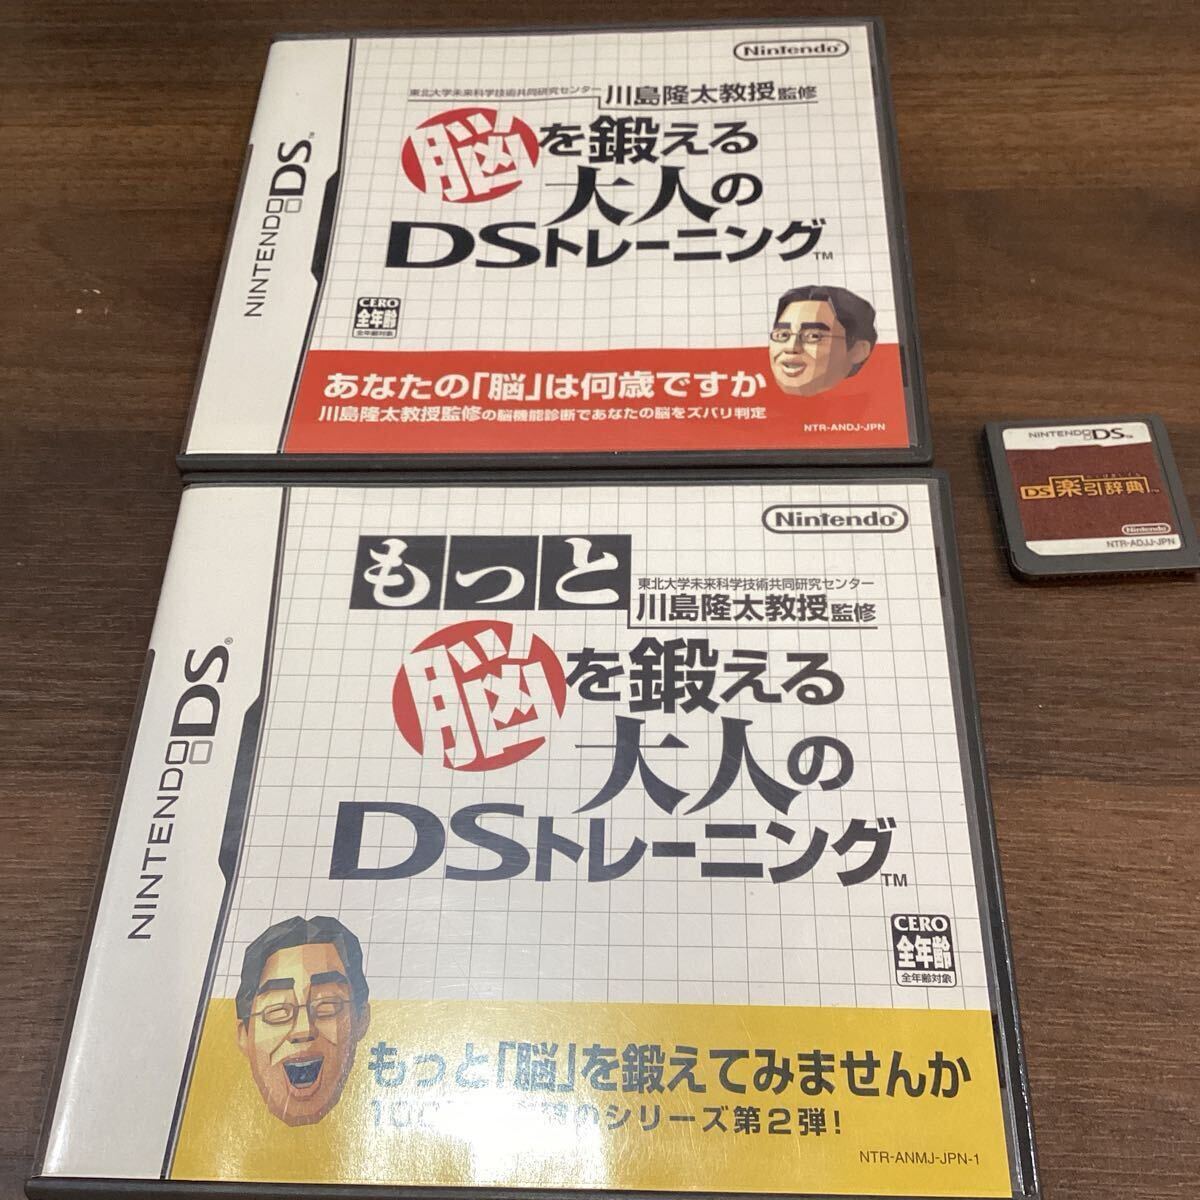 Nintendo
東北大学未来科学技術共同研究センター
川島隆太教授監修
脳を鍛える
大人の
DSトレーニング™
NINTENDO DS™
CERO
全年齢
全年齢対象
あなたの「脳」は何歳ですか
川島隆太教授監修の脳機能診断であなたの脳をズバリ判定
NTR-ANDJ-JPN
NINTENDO DS™
DS楽引辞典™
Nintendo
NTR-ADJJ-JPN
Nintendo
もっと
東北大学未来科学技術共同研究センター
川島隆太教授監修
脳を鍛える
大人の
DSトレーニング™
NINTENDO DS®
CERO
全年齢
全年齢対象
もっと「脳」を鍛えてみませんか
100 のシリーズ第2弾!
NTR-ANMJ-JPN-1